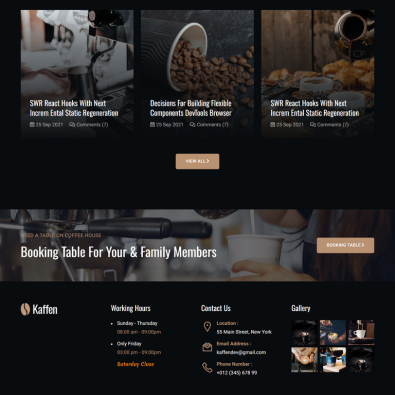 SWR React Hooks With Next
Increm Ental Static Regeneration
25 Sep 2021 Comments (7)
Decisions For Building Flexible
Components DevTools Browser
25 Sep 2021 Comments (7)
SWR React Hooks With Next
Increm Ental Static Regeneration
25 Sep 2021 Comments (7)
VIEW ALL >
NEED A TABLE ON COFFEE HOUSE
Booking Table For Your & Family Members
BOOKING TABLE >
Kaffen
Working Hours
Sunday - Thursday
08:00 am - 09:00pm
Only Friday
03:00 pm - 09:00pm
Saturday Close
Contact Us
Location :
55 Main Street, New York
Email Address :
kaffendev@gmail.com
Phone Number :
+012 (345) 678 99
Gallery